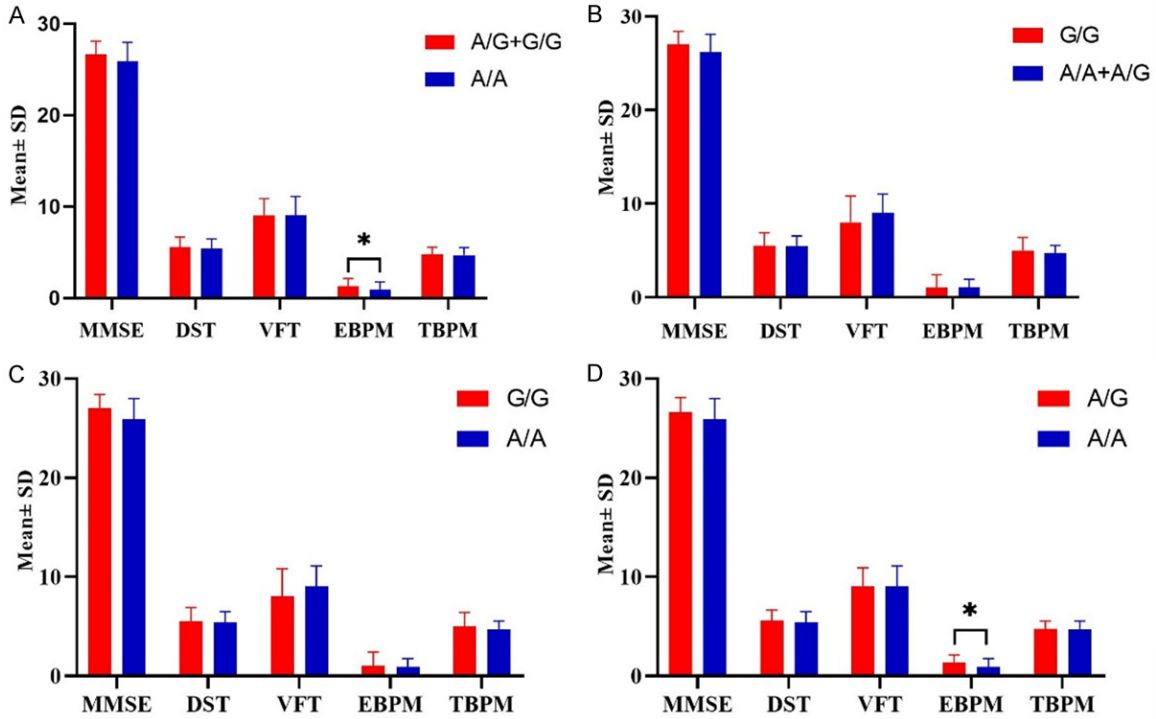 A
Mean± SD
30
20
10
0
A/G+G/G
A/A
*
MMSE DST VFT EBPM TBPM
B
Mean± SD
30
20
10
0
G/G
A/A+A/G
MMSE DST VFT EBPM TBPM
C
Mean± SD
30
20
10
0
G/G
A/A
MMSE DST VFT EBPM TBPM
D
Mean± SD
30
20
10
0
A/G
A/A
*
MMSE DST VFT EBPM TBPM